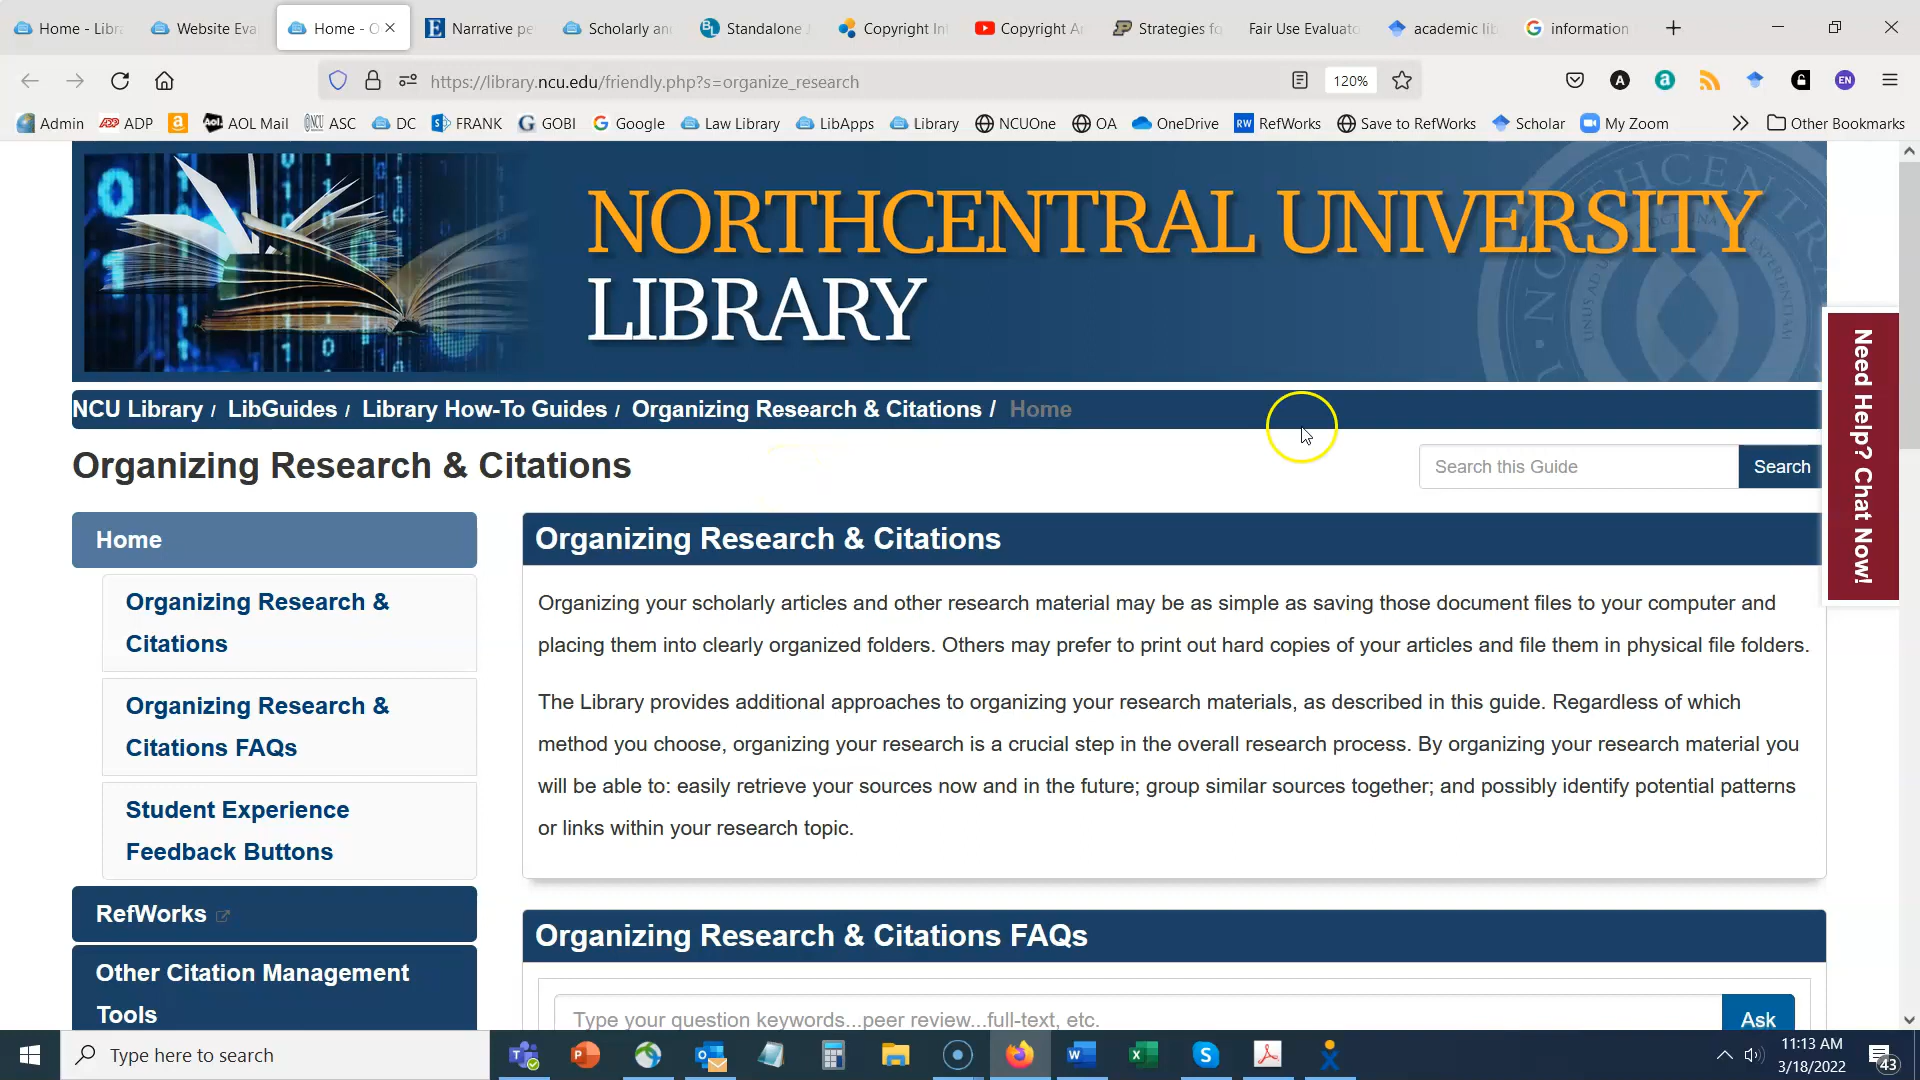 Home - Libra
Website Eva
Home - O
Narrative pe
Scholarly an
Standalone
Copyright In
Copyright A
Strategies fo
Fair Use Evaluato
academic lib
information
https://library.ncu.edu/friendly.php?s=organize_research
120%
Admin
ADP
AOL Mail
ASC
DC
FRANK
GOBI
Google
Law Library
LibApps
Library
NCUOne
OA
OneDrive
RefWorks
Save to RefWorks
Scholar
My Zoom
Other Bookmarks
NORTHCENTRAL UNIVERSITY
LIBRARY
NCU Library / LibGuides / Library How-To Guides / Organizing Research & Citations / Home
Organizing Research & Citations
Search this Guide
Search
Need Help? Chat Now!
Home
Organizing Research &
Citations
Organizing Research &
Citations FAQs
Student Experience
Feedback Buttons
RefWorks
Other Citation Management
Tools
Organizing Research & Citations
Organizing your scholarly articles and other research material may be as simple as saving those document files to your computer and
placing them into clearly organized folders. Others may prefer to print out hard copies of your articles and file them in physical file folders.
The Library provides additional approaches to organizing your research materials, as described in this guide. Regardless of which
method you choose, organizing your research is a crucial step in the overall research process. By organizing your research material you
will be able to: easily retrieve your sources now and in the future; group similar sources together; and possibly identify potential patterns
or links within your research topic.
Organizing Research & Citations FAQs
Type your question keywords...peer review...full-text, etc.
Ask
Type here to search
11:13 AM
3/18/2022
43